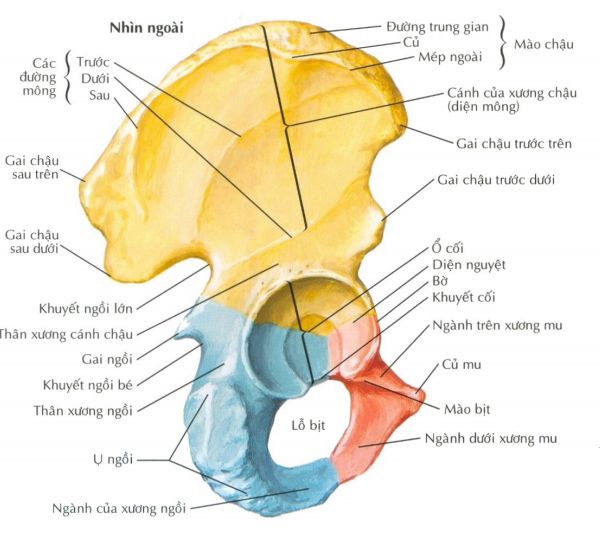 Nhìn ngoài
Đường trung gian
Củ
Mép ngoài
Mào chậu
Các
đường
mông
Trước
Dưới
Sau
Cánh của xương chậu
(diện mông)
Gai chậu trước trên
Gai chậu
sau trên
Gai chậu trước dưới
Gai chậu
sau dưới
Ổ cối
Diện nguyệt
Bờ
Khuyết cối
Khuyết ngồi lớn
Thân xương cánh chậu
Gai ngồi
Khuyết ngồi bé
Thân xương ngồi
Ngành trên xương mu
Củ mu
Mào bịt
Ngành dưới xương mu
Lỗ bịt
Ụ ngồi
Ngành của xương ngồi